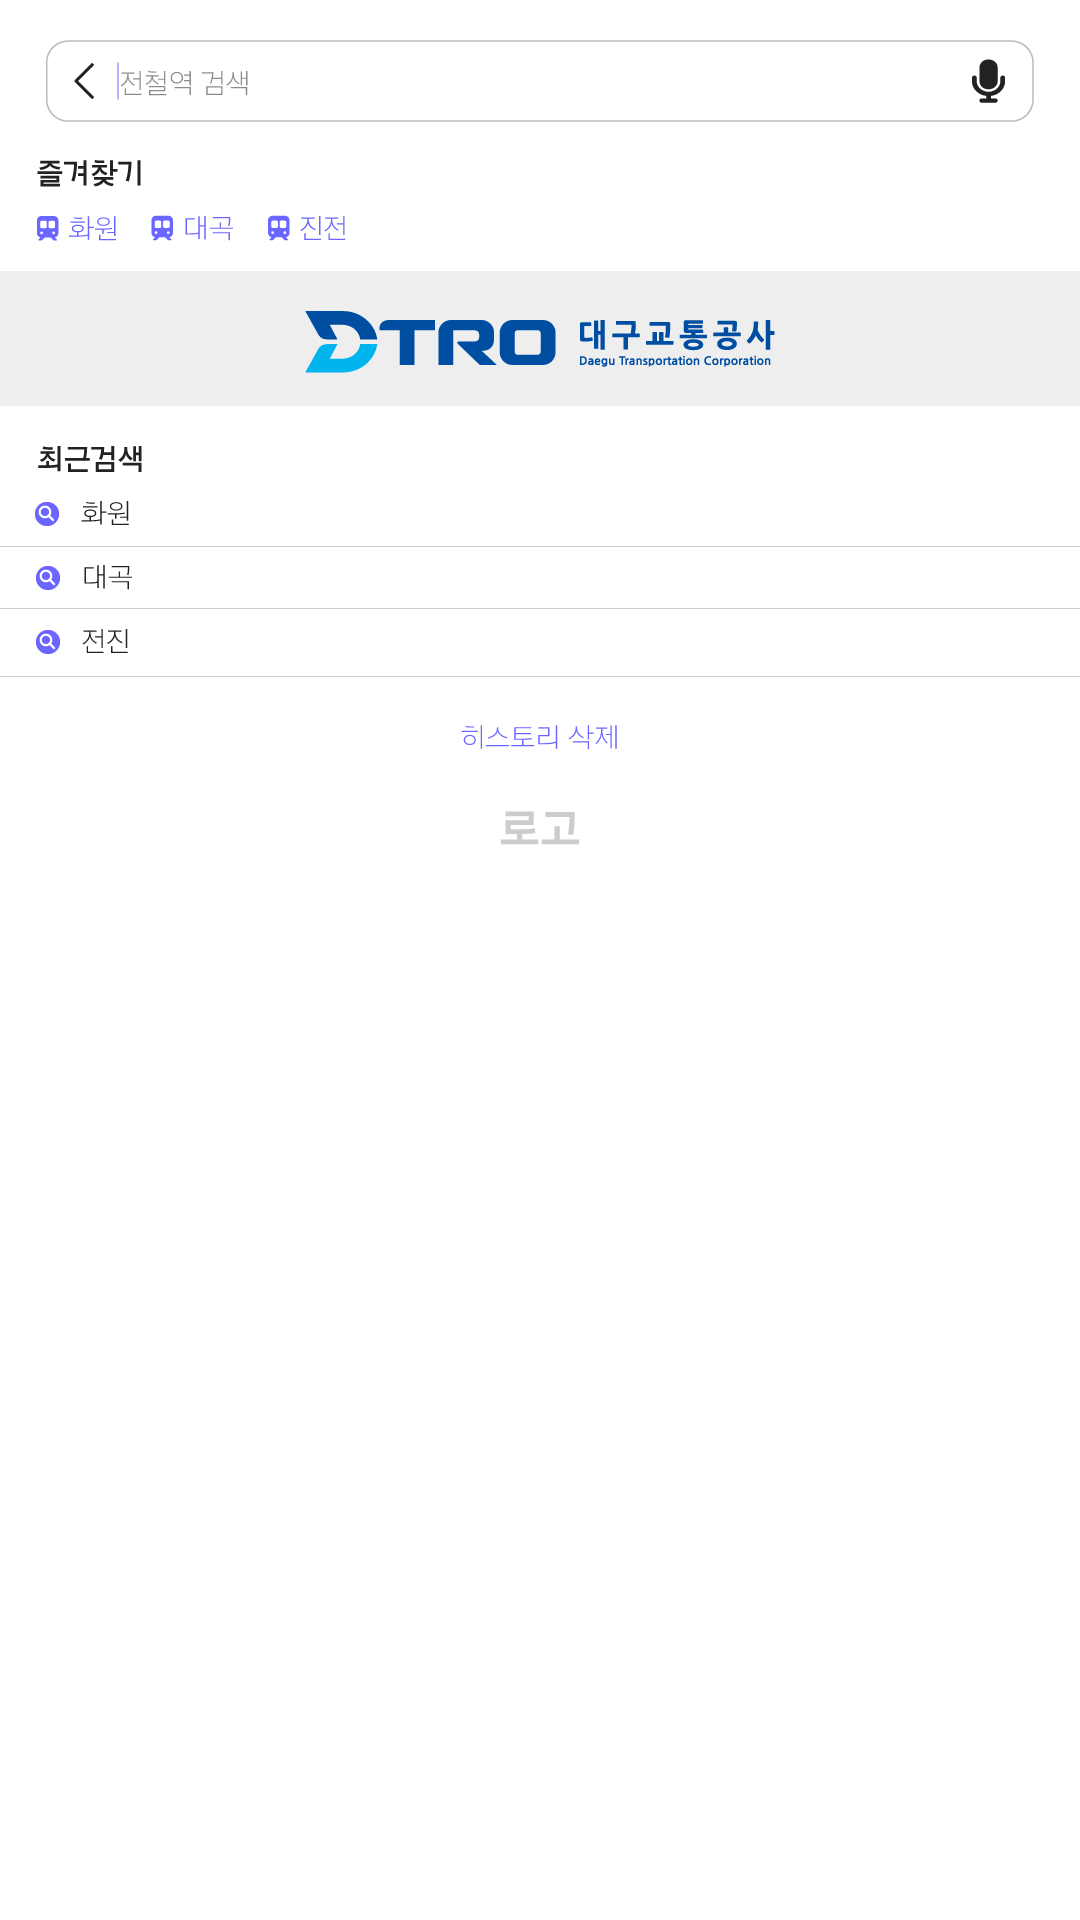 전철역 검색
즐겨찾기
화원 대곡 진전
DTRO 대구교통공사
Daegu Transportation Corporation
최근검색
화원
대곡
전진
히스토리 삭제
로고